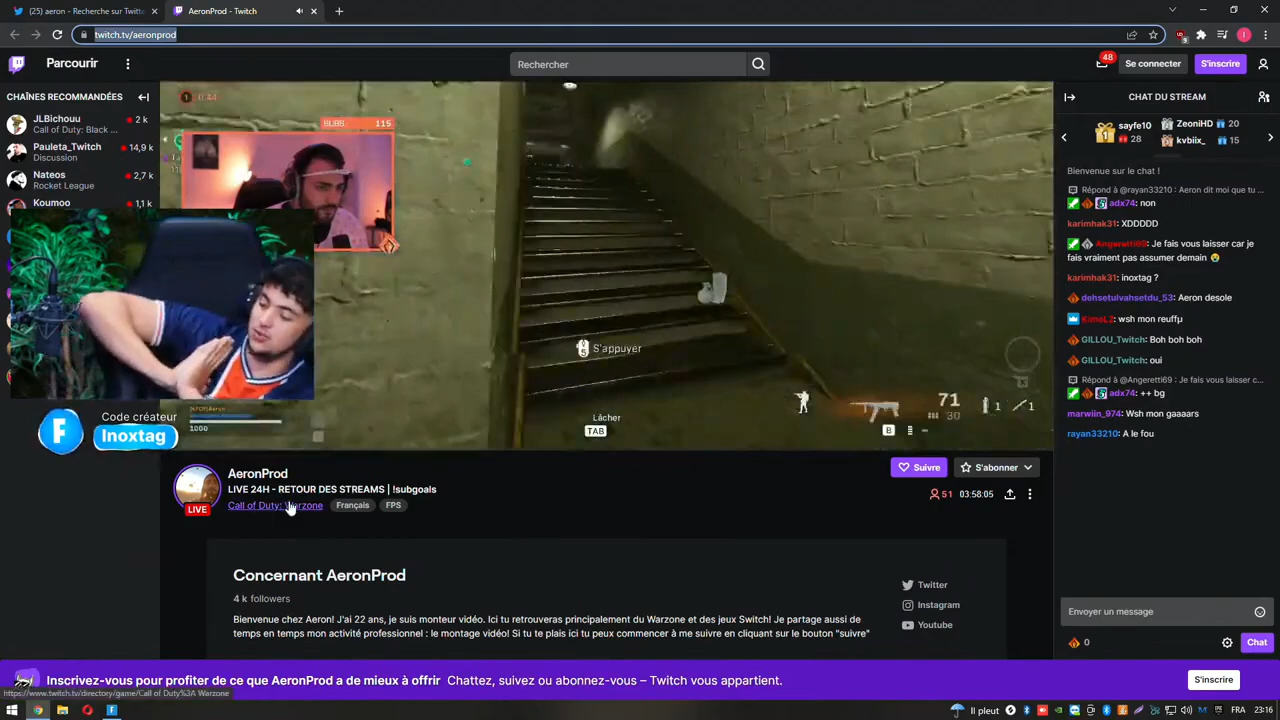 (25) aeron - Recherche sur Twitte
AeronProd - Twitch
twitch.tv/aeronprod
Parcourir
Rechercher
48
Se connecter
S'inscrire
CHAÎNES RECOMMANDÉES
JLBichouu
2 k
Call of Duty: Black ...
Pauleta_Twitch
14,9 k
Discussion
Nateos
2,7 k
Rocket League
Koumoo
1,1 k
SUBS: 115
S'appuyer
Lâcher
TAB
71
30
B
1
1
1000
Code créateur
Inoxtag
AeronProd
LIVE 24H - RETOUR DES STREAMS | !subgoals
Call of Duty: Warzone
Français
FPS
LIVE
Suivre
S'abonner
51
03:58:05
Concernant AeronProd
4 k followers
Bienvenue chez Aeron! J'ai 22 ans, je suis monteur vidéo. Ici tu retrouveras principalement du Warzone et des jeux Switch! Je partage aussi de
temps en temps mon activité professionnel : le montage vidéo! Si tu te plais ici tu peux commencer à me suivre en cliquant sur le bouton "suivre"
Twitter
Instagram
Youtube
CHAT DU STREAM
sayfe10
28
ZeoniHD 20
kvbiix_ 15
Bienvenue sur le chat !
Répond à @rayan33210 : Aeron dit moi que tu ...
adx74: non
karimhak31: XDDDDD
Angeretti69: Je fais vous laisser car je
fais vraiment pas assumer demain
karimhak31: inoxtag ?
dehsetulvahsetdu_53: Aeron desole
KimoL2: wsh mon reuffµ
GILLOU_Twitch: Boh boh boh
GILLOU_Twitch: oui
Répond à @Angeretti69 : Je fais vous laisser c...
adx74: ++ bg
marwiin_974: Wsh mon gaaars
rayan33210: A le fou
Envoyer un message
0
Chat
Inscrivez-vous pour profiter de ce que AeronProd a de mieux à offrir
Chattez, suivez ou abonnez-vous – Twitch vous appartient.
S'inscrire
https://www.twitch.tv/directory/game/Call of Duty%3A Warzone
Il pleut
FRA
23:16